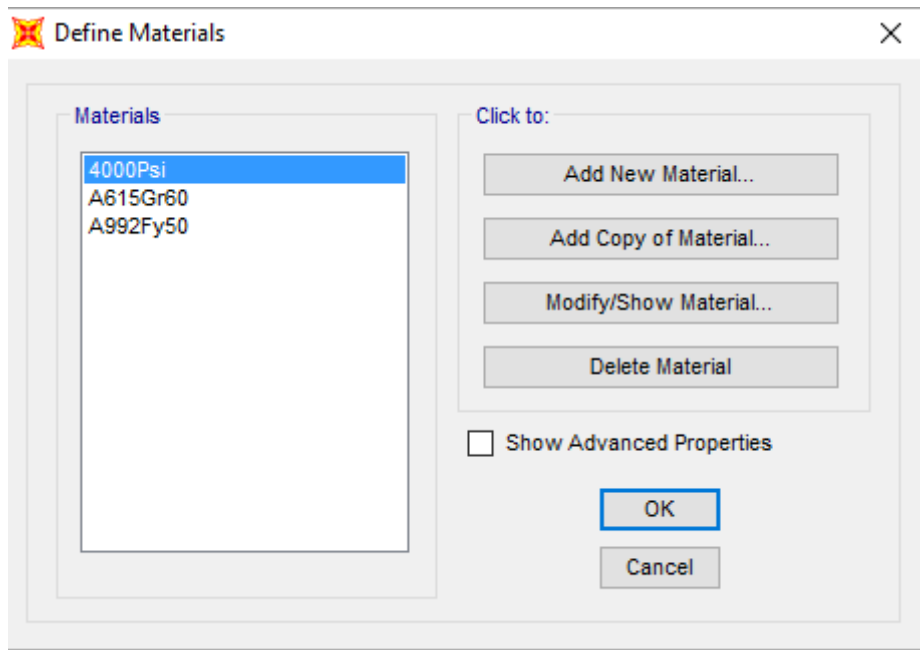 Define Materials
Materials
4000Psi
A615Gr60
A992Fy50
Click to:
Add New Material...
Add Copy of Material...
Modify/Show Material...
Delete Material
Show Advanced Properties
OK
Cancel